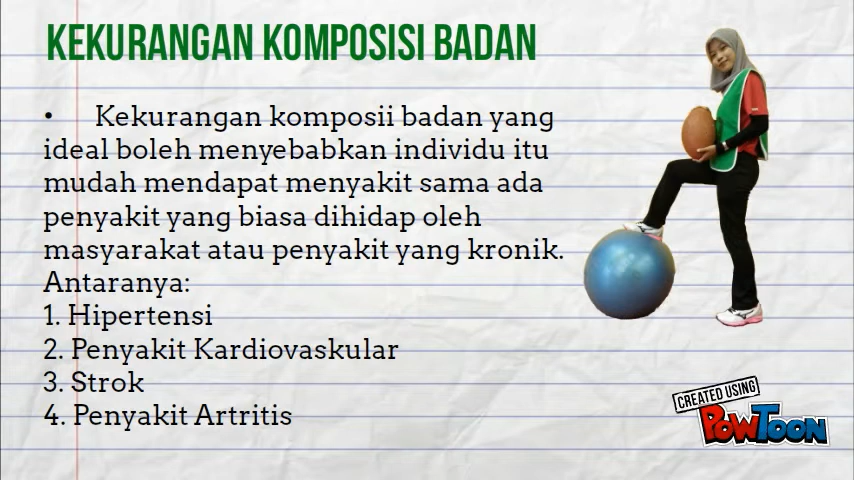 KEKURANGAN KOMPOSISI BADAN
• Kekurangan komposii badan yang
ideal boleh menyebabkan individu itu
mudah mendapat menyakit sama ada
penyakit yang biasa dihidap oleh
masyarakat atau penyakit yang kronik.
Antaranya:
1. Hipertensi
2. Penyakit Kardiovaskular
3. Strok
4. Penyakit Artritis
CREATED USING
POWTOON